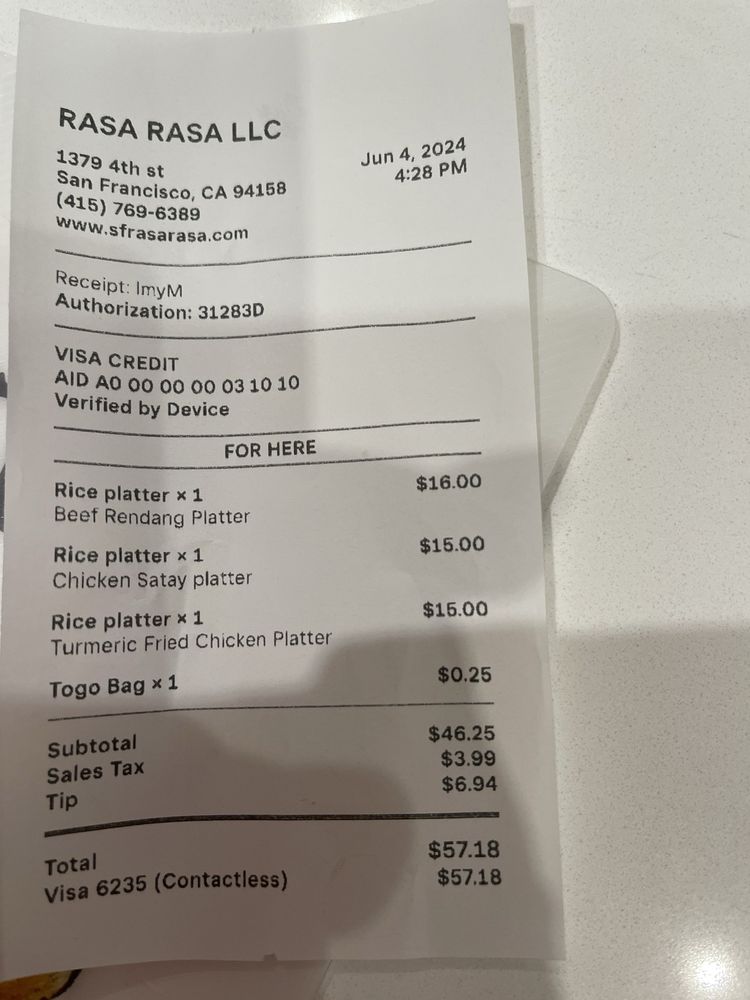 RASA RASA LLC
1379 4th st
San Francisco, CA 94158
(415) 769-6389
www.sfrasarasa.com
Jun 4, 2024
4:28 PM
Receipt: lmyM
Authorization: 31283D
VISA CREDIT
AID A0 00 00 00 03 10 10
Verified by Device
FOR HERE
Rice platter × 1 $16.00
Beef Rendang Platter
Rice platter × 1 $15.00
Chicken Satay platter
Rice platter × 1 $15.00
Turmeric Fried Chicken Platter
Togo Bag × 1 $0.25
Subtotal $46.25
Sales Tax $3.99
Tip $6.94
Total $57.18
Visa 6235 (Contactless) $57.18